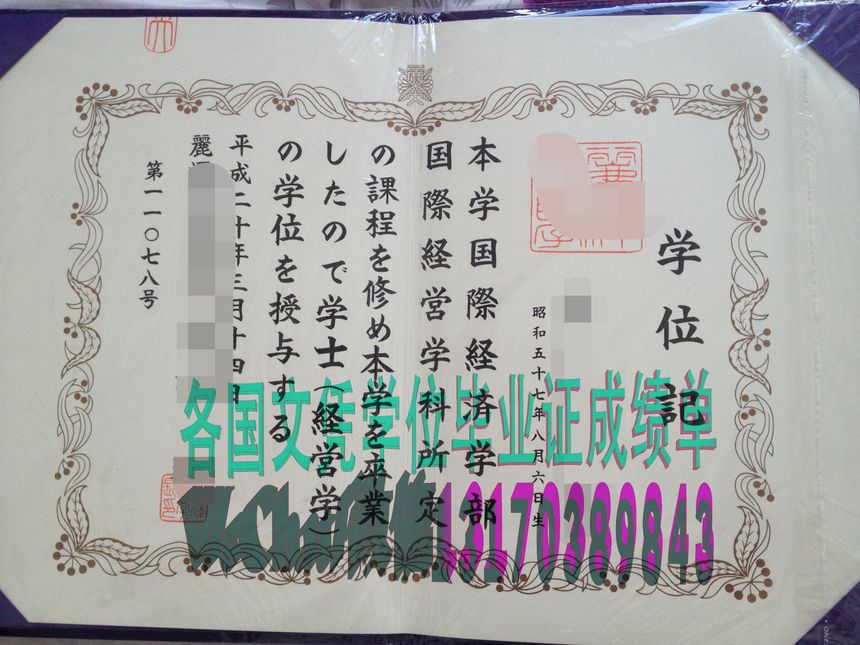 学位記
昭和五十七年八月六日生
本学国際経済学部
国際経営学科所定
の課程を修め本学を卒業
したので学士(経営学)
の学位を授与する
平成二十年三月十四日
麗
第一一〇七八号
各国文凭学位毕业证成绩单
13170389843